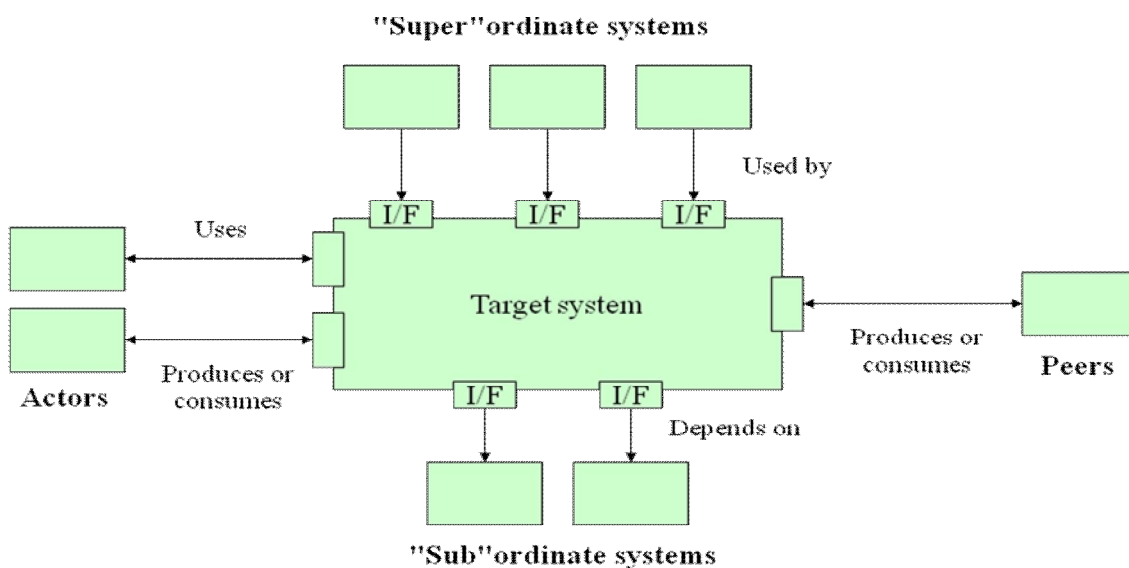 "Super"ordinate systems
Used by
I/F I/F I/F
Uses
Target system
Produces or
consumes
Actors
Produces or
consumes
Peers
I/F I/F
Depends on
"Sub"ordinate systems